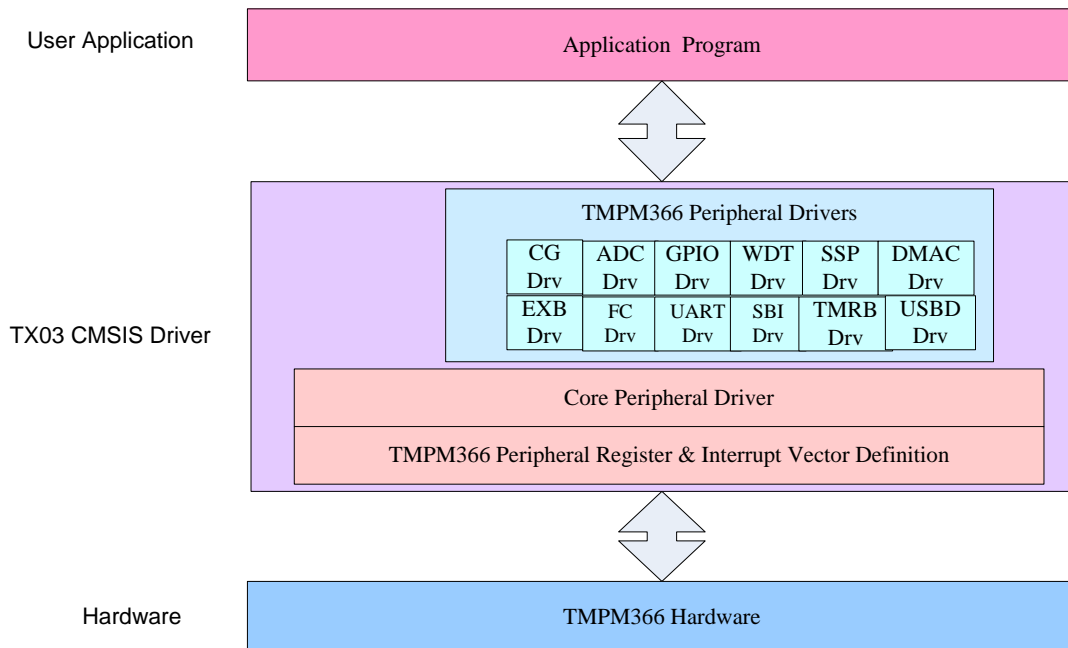 User Application
Application Program
TX03 CMSIS Driver
TMPM366 Peripheral Drivers
CG Drv
ADC Drv
GPIO Drv
WDT Drv
SSP Drv
DMAC Drv
EXB Drv
FC Drv
UART Drv
SBI Drv
TMRB Drv
USBD Drv
Core Peripheral Driver
TMPM366 Peripheral Register & Interrupt Vector Definition
Hardware
TMPM366 Hardware